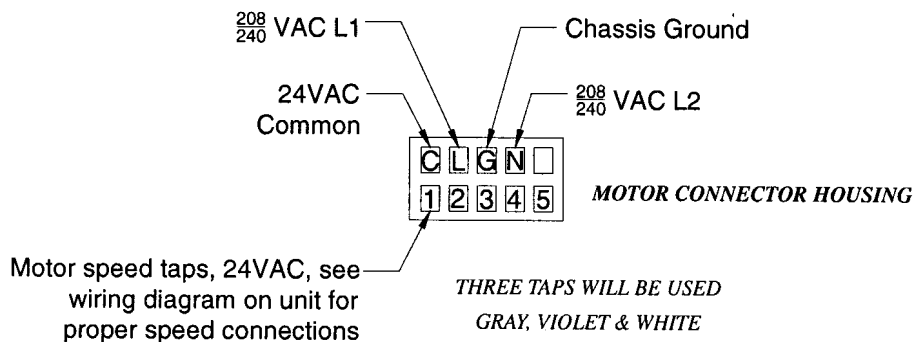 208/240 VAC L1
Chassis Ground
24VAC
Common
208/240 VAC L2
C L G N
1 2 3 4 5
MOTOR CONNECTOR HOUSING
Motor speed taps, 24VAC, see
wiring diagram on unit for
proper speed connections
THREE TAPS WILL BE USED
GRAY, VIOLET & WHITE